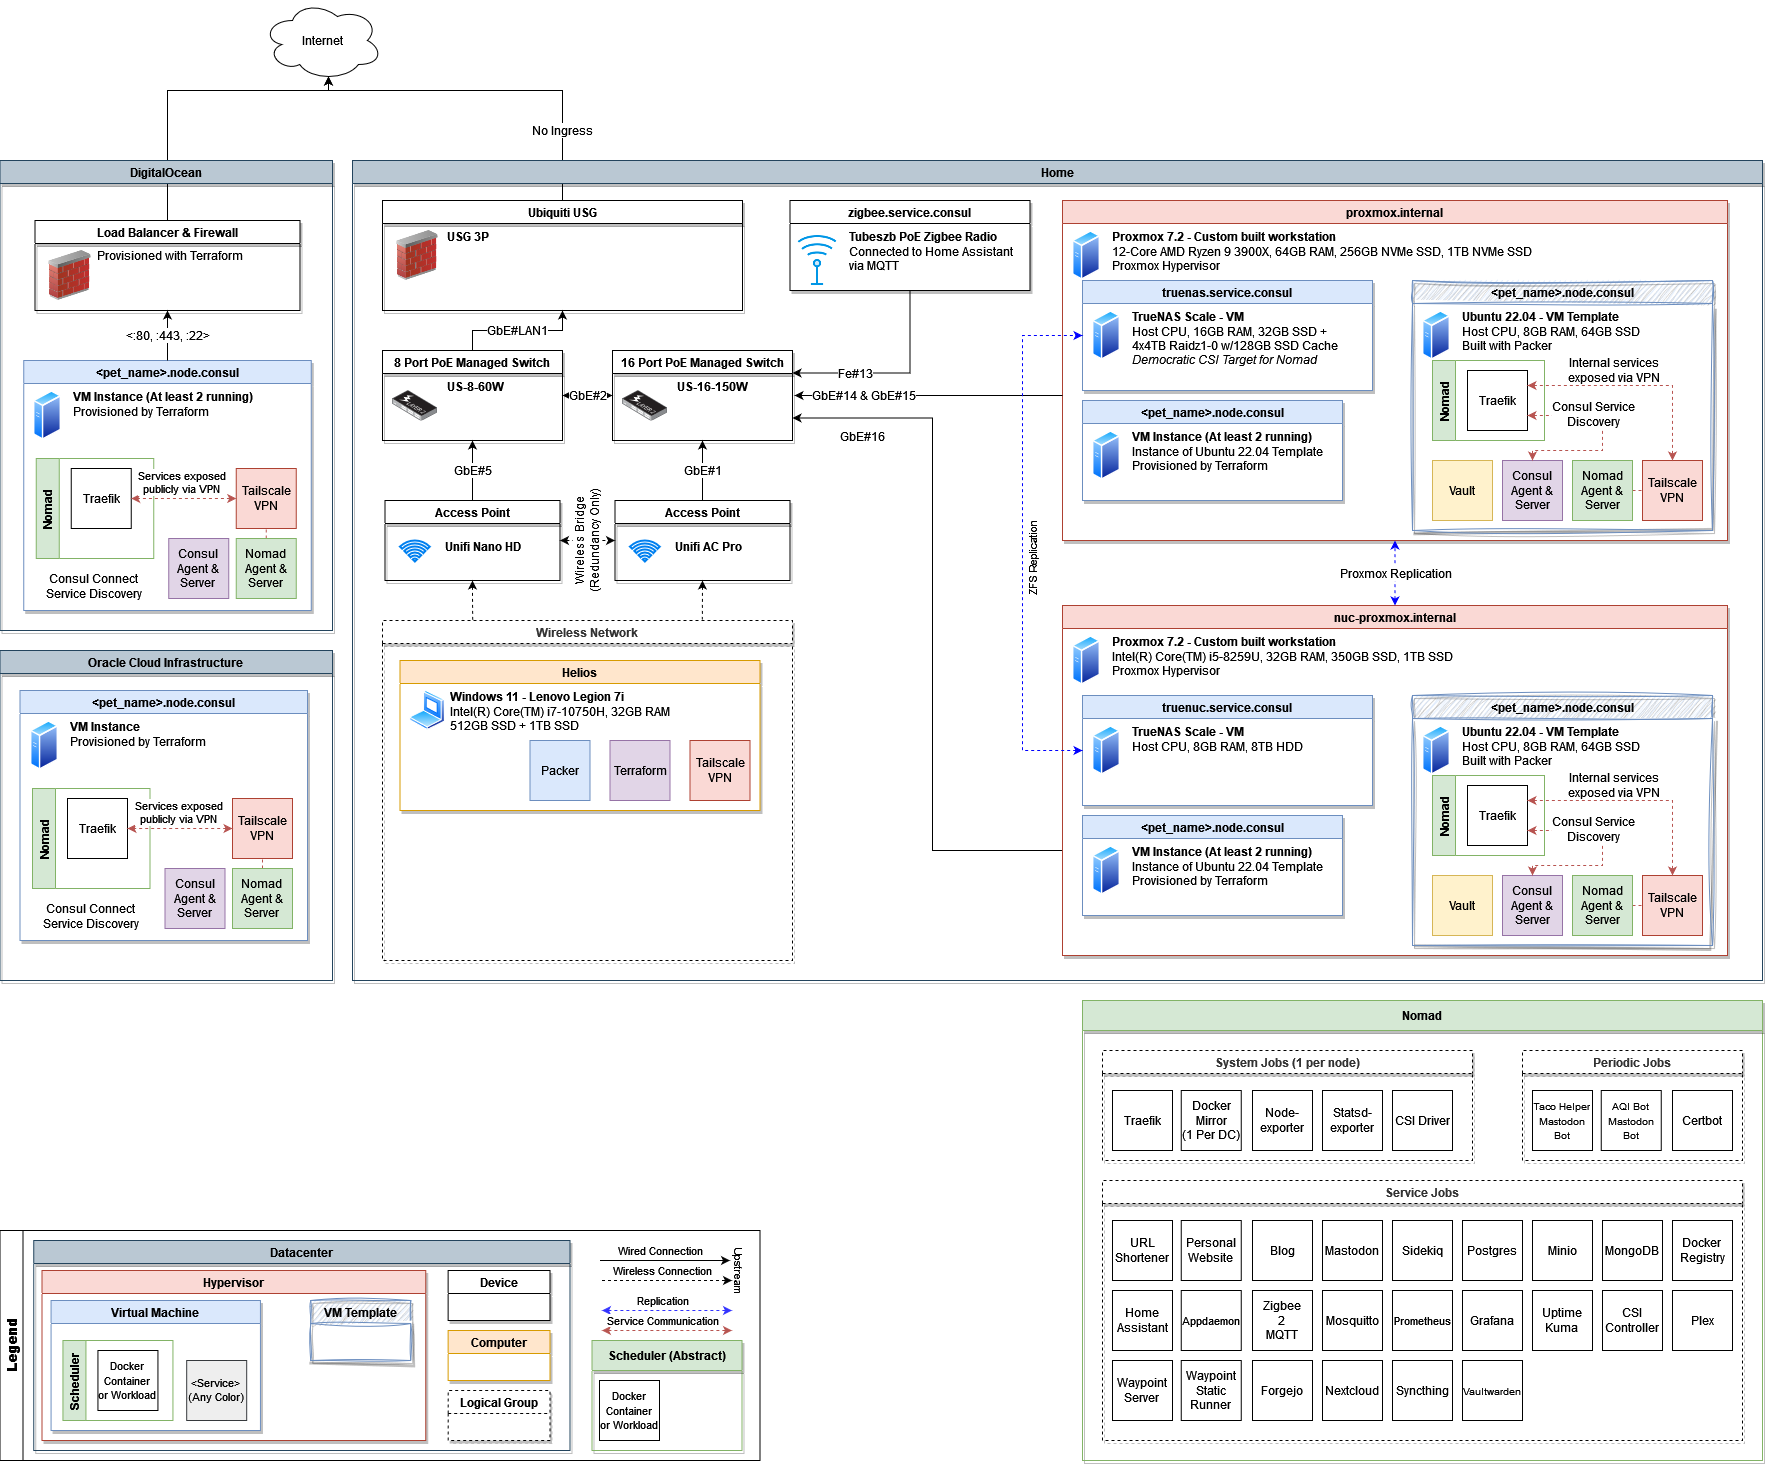 Internet
No Ingress
DigitalOcean
Load Balancer & Firewall
Provisioned with Terraform
<:80, :443, :22>
<pet_name>.node.consul
VM Instance (At least 2 running)
Provisioned by Terraform
Nomad
Traefik
Services exposed
publicly via VPN
Tailscale
VPN
Consul
Agent &
Server
Nomad
Agent &
Server
Consul Connect
Service Discovery
Oracle Cloud Infrastructure
<pet_name>.node.consul
VM Instance
Provisioned by Terraform
Nomad
Traefik
Services exposed
publicly via VPN
Tailscale
VPN
Consul
Agent &
Server
Nomad
Agent &
Server
Consul Connect
Service Discovery
Home
Ubiquiti USG
USG 3P
GbE#LAN1
8 Port PoE Managed Switch
US-8-60W
GbE#2
16 Port PoE Managed Switch
US-16-150W
GbE#5
GbE#1
Access Point
Unifi Nano HD
Wireless Bridge
(Redundancy Only)
Access Point
Unifi AC Pro
Wireless Network
Helios
Windows 11 - Lenovo Legion 7i
Intel(R) Core(TM) i7-10750H, 32GB RAM
512GB SSD + 1TB SSD
Packer
Terraform
Tailscale
VPN
zigbee.service.consul
Tubeszb PoE Zigbee Radio
Connected to Home Assistant
via MQTT
Fe#13
GbE#14 & GbE#15
GbE#16
proxmox.internal
Proxmox 7.2 - Custom built workstation
12-Core AMD Ryzen 9 3900X, 64GB RAM, 256GB NVMe SSD, 1TB NVMe SSD
Proxmox Hypervisor
truenas.service.consul
TrueNAS Scale - VM
Host CPU, 16GB RAM, 32GB SSD +
4x4TB Raidz1-0 w/128GB SSD Cache
Democratic CSI Target for Nomad
<pet_name>.node.consul
VM Instance (At least 2 running)
Instance of Ubuntu 22.04 Template
Provisioned by Terraform
<pet_name>.node.consul
Ubuntu 22.04 - VM Template
Host CPU, 8GB RAM, 64GB SSD
Built with Packer
Nomad
Traefik
Internal services
exposed via VPN
Consul Service
Discovery
Vault
Consul
Agent &
Server
Nomad
Agent &
Server
Tailscale
VPN
ZFS Replication
Proxmox Replication
nuc-proxmox.internal
Proxmox 7.2 - Custom built workstation
Intel(R) Core(TM) i5-8259U, 32GB RAM, 350GB SSD, 1TB SSD
Proxmox Hypervisor
truenuc.service.consul
TrueNAS Scale - VM
Host CPU, 8GB RAM, 8TB HDD
<pet_name>.node.consul
VM Instance (At least 2 running)
Instance of Ubuntu 22.04 Template
Provisioned by Terraform
<pet_name>.node.consul
Ubuntu 22.04 - VM Template
Host CPU, 8GB RAM, 64GB SSD
Built with Packer
Nomad
Traefik
Internal services
exposed via VPN
Consul Service
Discovery
Vault
Consul
Agent &
Server
Nomad
Agent &
Server
Tailscale
VPN
Nomad
System Jobs (1 per node)
Traefik
Docker
Mirror
(1 Per DC)
Node-
exporter
Statsd-
exporter
CSI Driver
Periodic Jobs
Taco Helper
Mastodon
Bot
AQI Bot
Mastodon
Bot
Certbot
Service Jobs
URL
Shortener
Personal
Website
Blog
Mastodon
Sidekiq
Postgres
Minio
MongoDB
Docker
Registry
Home
Assistant
Appdaemon
Zigbee
2
MQTT
Mosquitto
Prometheus
Grafana
Uptime
Kuma
CSI
Controller
Plex
Waypoint
Server
Waypoint
Static
Runner
Forgejo
Nextcloud
Syncthing
Vaultwarden
Legend
Datacenter
Hypervisor
Virtual Machine
Scheduler
Docker
Container
or Workload
<Service>
(Any Color)
VM Template
Device
Computer
Logical Group
Wired Connection
Wireless Connection
Upstream
Replication
Service Communication
Scheduler (Abstract)
Docker
Container
or Workload